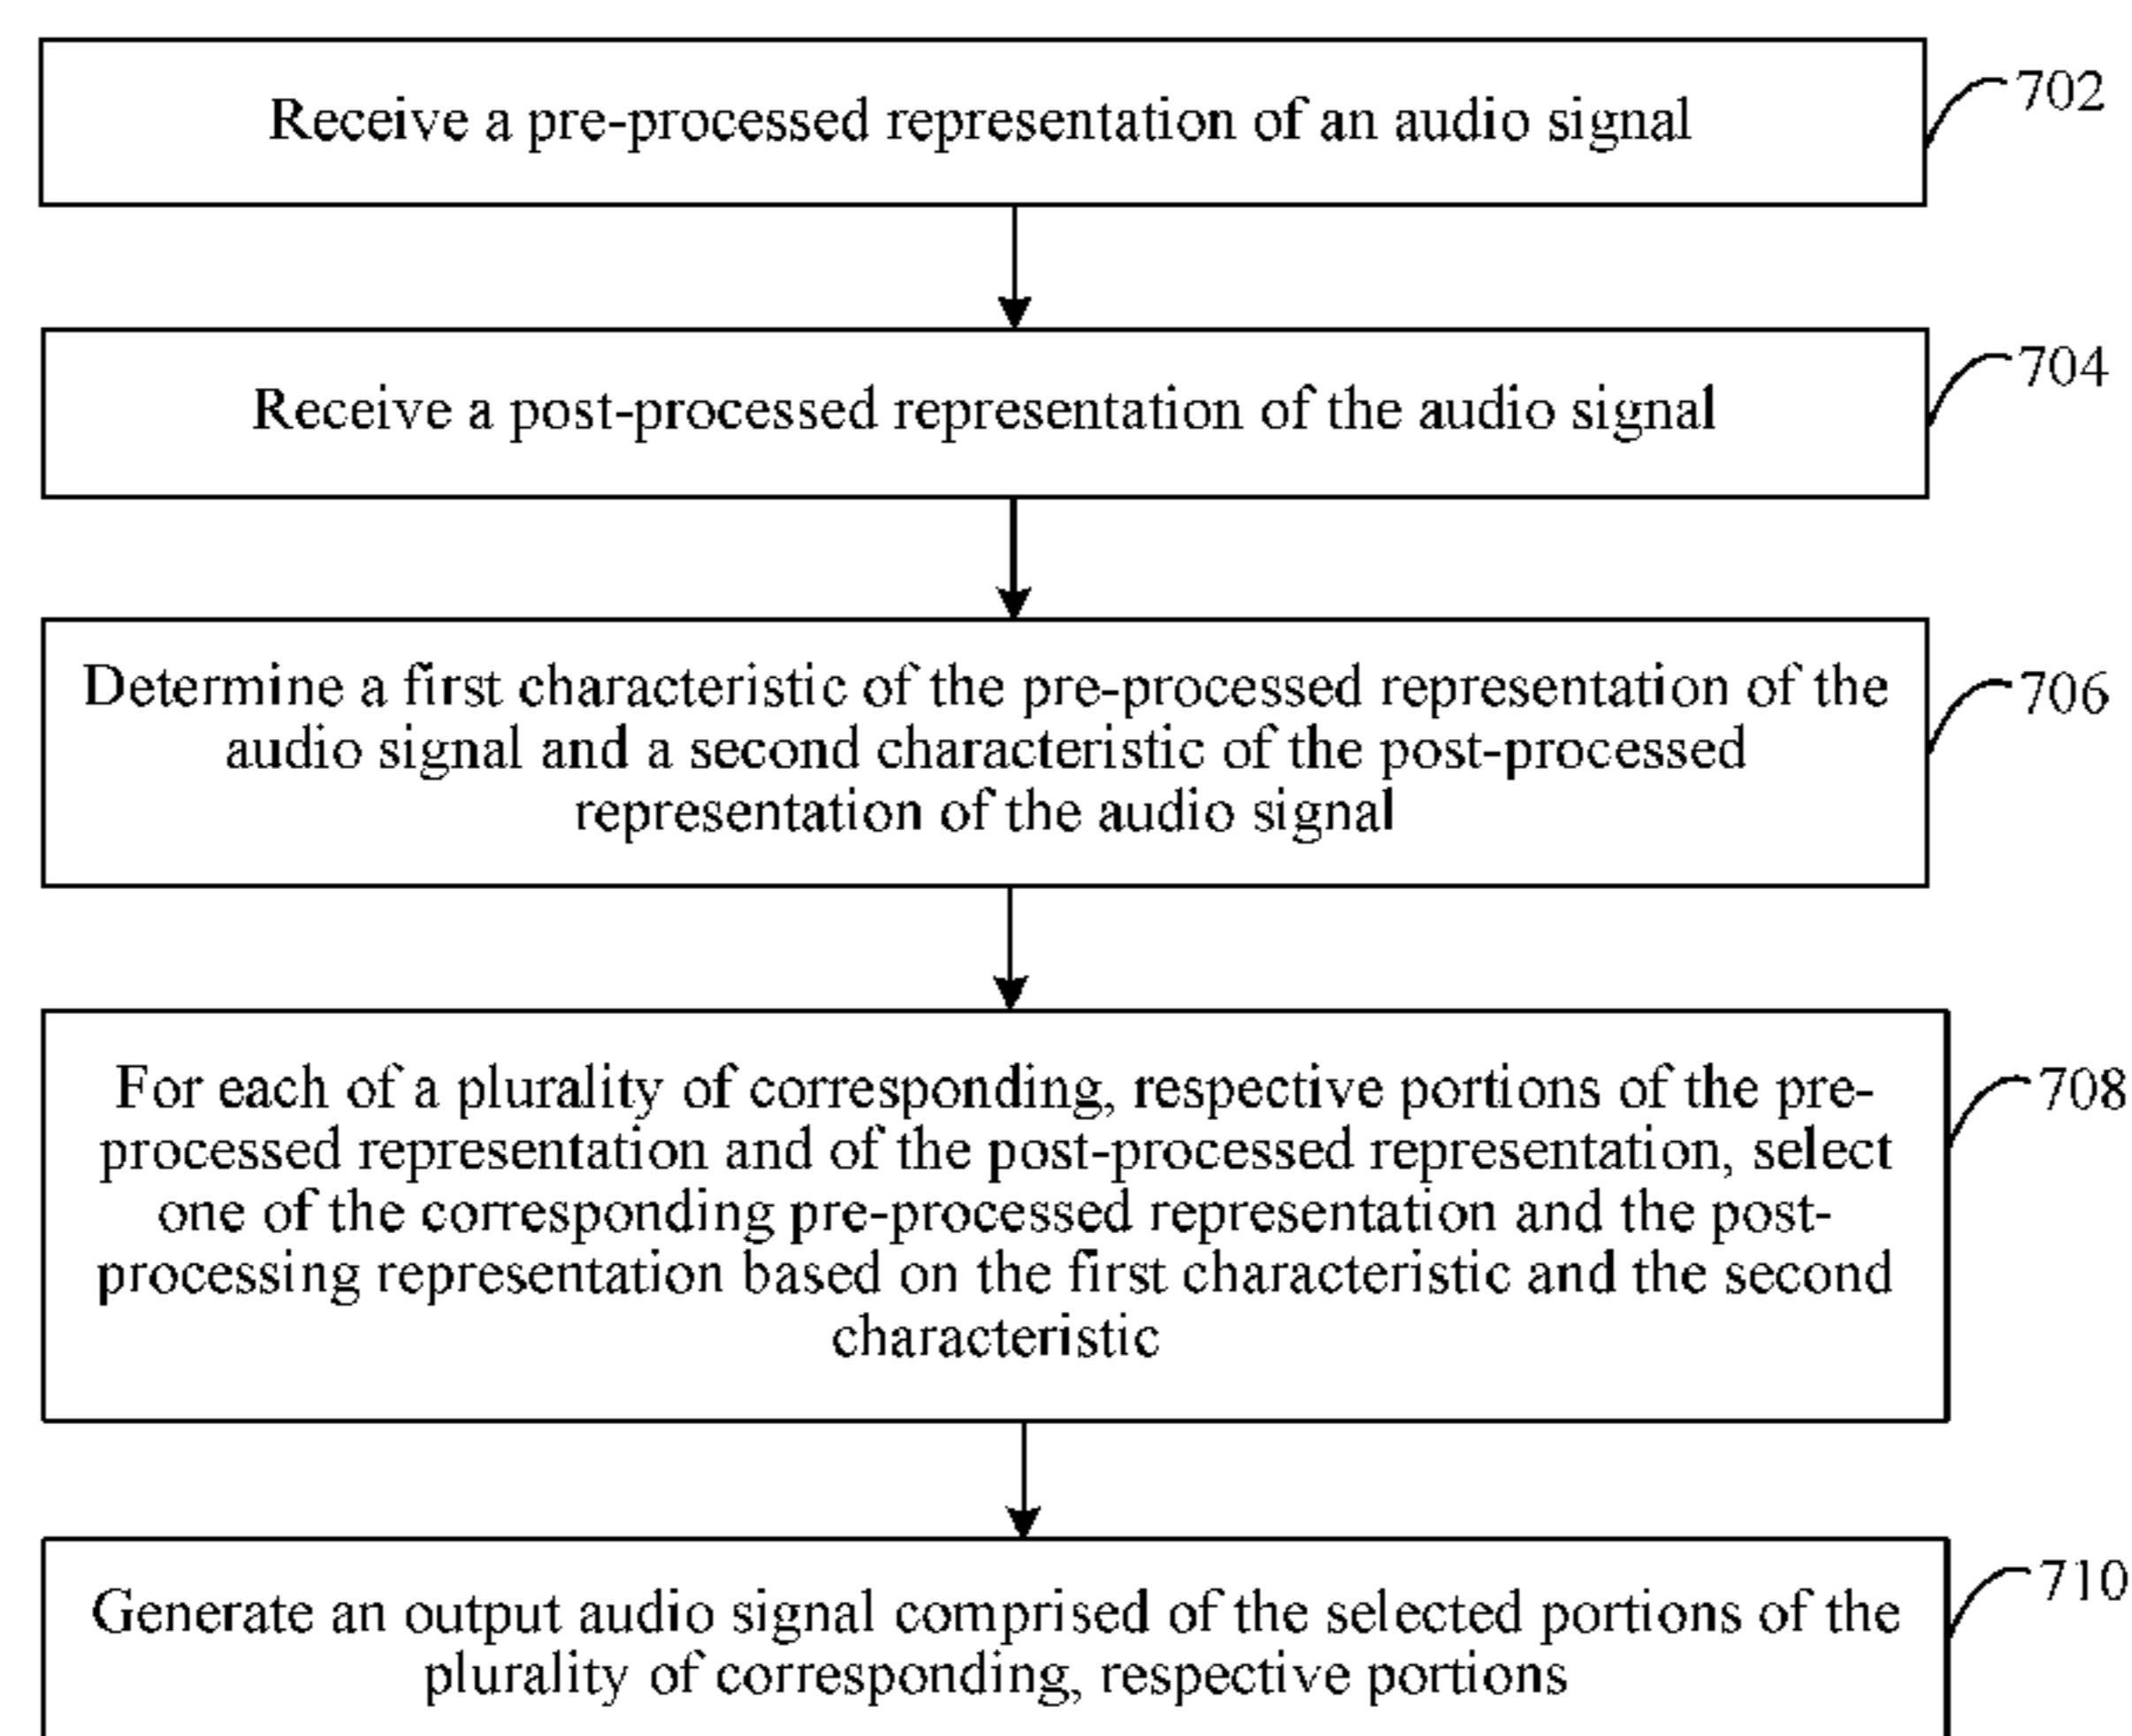 Receive a pre-processed representation of an audio signal
702
Receive a post-processed representation of the audio signal
704
Determine a first characteristic of the pre-processed representation of the
audio signal and a second characteristic of the post-processed
representation of the audio signal
706
For each of a plurality of corresponding, respective portions of the pre-
processed representation and of the post-processed representation, select
one of the corresponding pre-processed representation and the post-
processing representation based on the first characteristic and the second
characteristic
708
Generate an output audio signal comprised of the selected portions of the
plurality of corresponding, respective portions
710